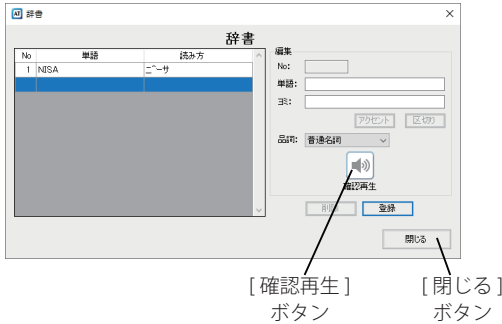 AT 辞書
辞書
No 単語 読み方
1 NISA ニ^ーサ
編集
No:
単語:
ヨミ:
アクセント 区切り
品詞: 普通名詞
確認再生
削除 登録
閉じる
[確認再生]
ボタン
[閉じる]
ボタン